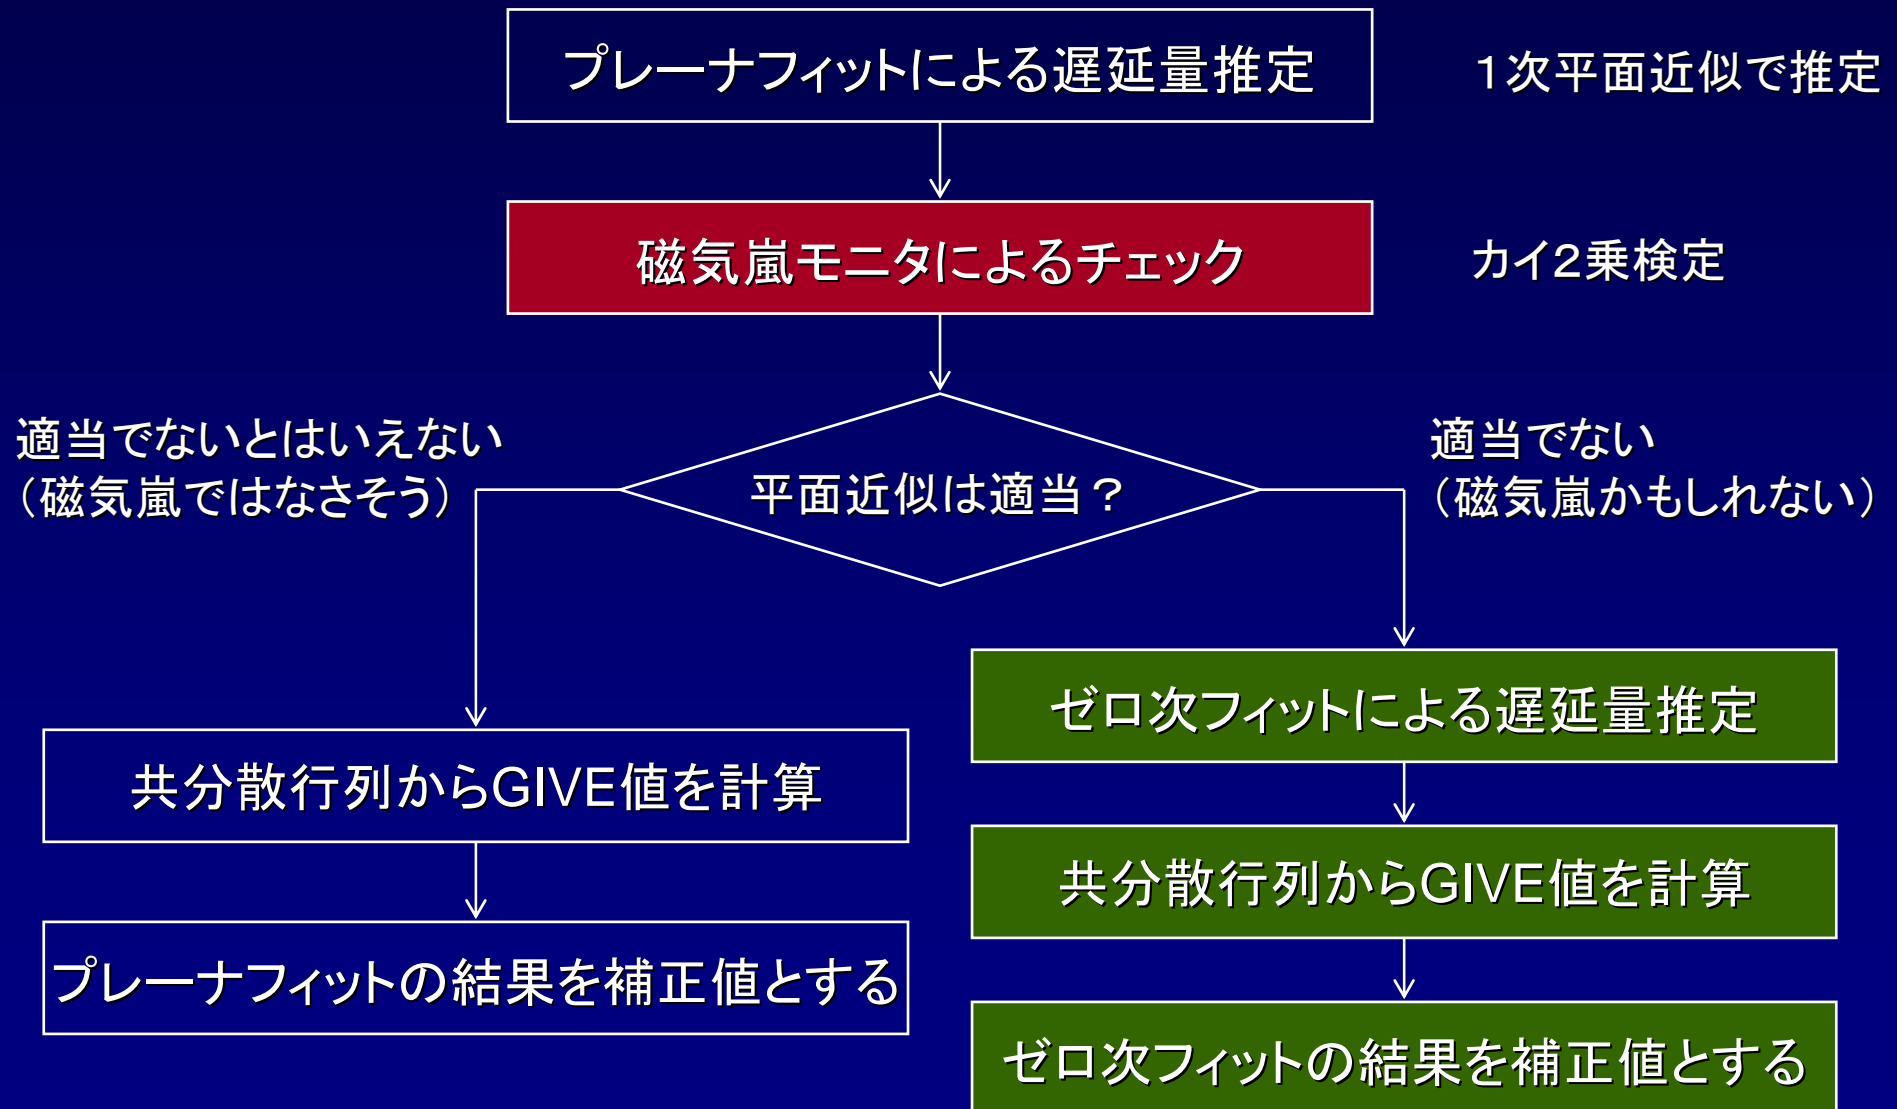 プレーナフィットによる遅延量推定
１次平面近似で推定
磁気嵐モニタによるチェック
カイ２乗検定
適当でないとはいえない
（磁気嵐ではなさそう）
平面近似は適当？
適当でない
（磁気嵐かもしれない）
共分散行列からGIVE値を計算
プレーナフィットの結果を補正値とする
ゼロ次フィットによる遅延量推定
共分散行列からGIVE値を計算
ゼロ次フィットの結果を補正値とする